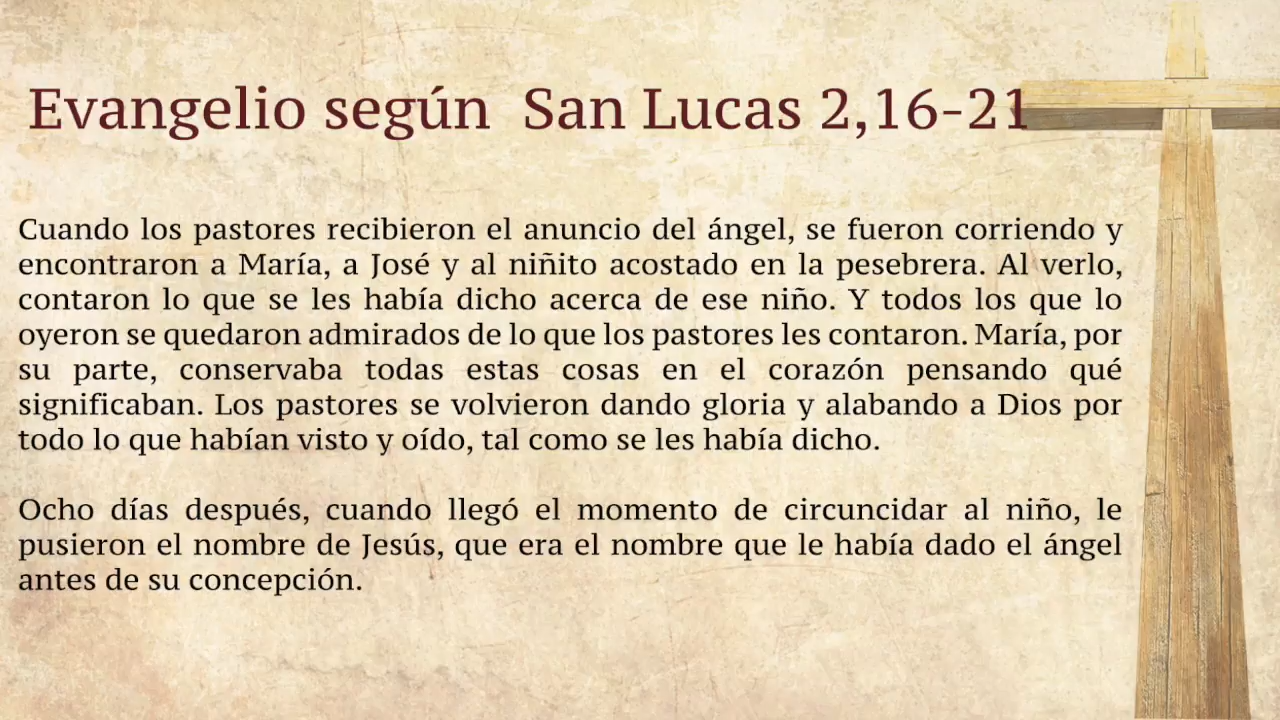 Evangelio según San Lucas 2,16-21
Cuando los pastores recibieron el anuncio del ángel, se fueron corriendo y
encontraron a María, a José y al niñito acostado en la pesebrera. Al verlo,
contaron lo que se les había dicho acerca de ese niño. Y todos los que lo
oyeron se quedaron admirados de lo que los pastores les contaron. María, por
su parte, conservaba todas estas cosas en el corazón pensando qué
significaban. Los pastores se volvieron dando gloria y alabando a Dios por
todo lo que habían visto y oído, tal como se les había dicho.
Ocho días después, cuando llegó el momento de circuncidar al niño, le
pusieron el nombre de Jesús, que era el nombre que le había dado el ángel
antes de su concepción.